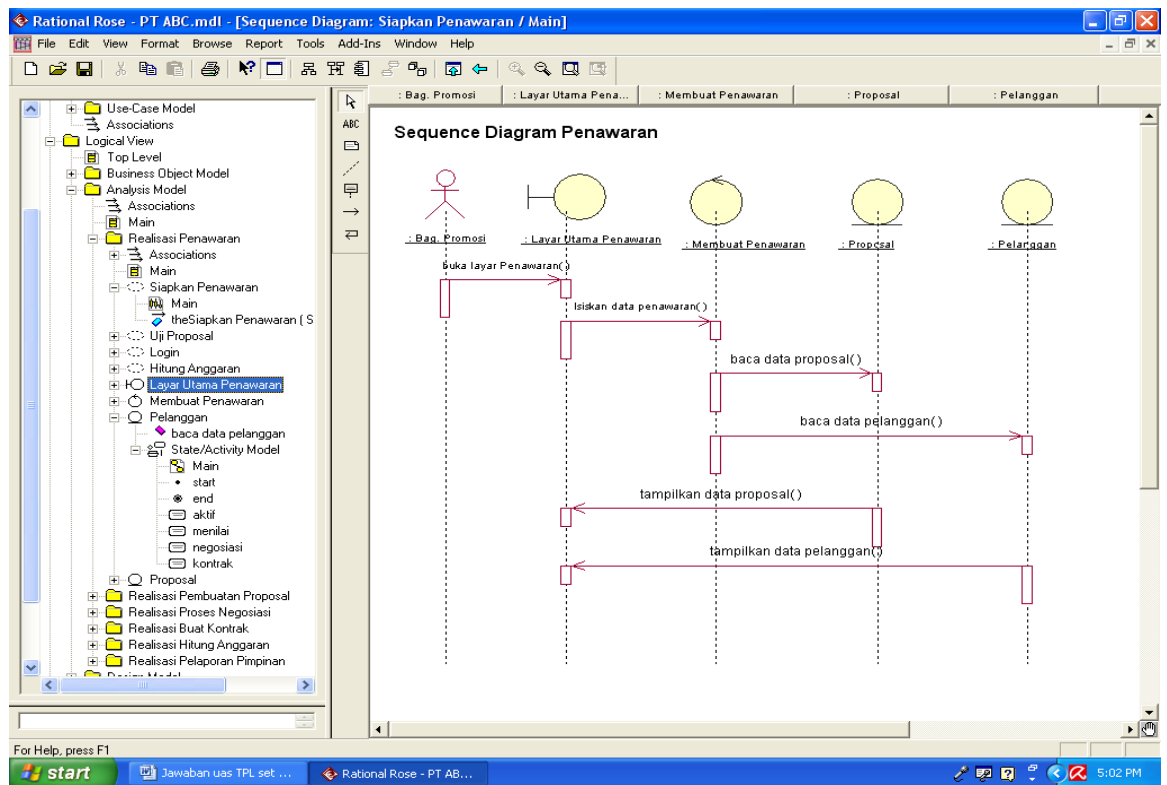 Rational Rose - PT ABC.mdl - [Sequence Diagram: Siapkan Penawaran / Main]
File Edit View Format Browse Report Tools Add-Ins Window Help
Use-Case Model
Associations
Logical View
Top Level
Business Object Model
Analysis Model
Associations
Main
Realisasi Penawaran
Associations
Main
Siapkan Penawaran
Main
theSiapkan Penawaran ( S
Uji Proposal
Login
Hitung Anggaran
Layar Utama Penawaran
Membuat Penawaran
Pelanggan
baca data pelanggan
State/Activity Model
Main
start
end
aktif
menilai
negosiasi
kontrak
Proposal
Realisasi Pembuatan Proposal
Realisasi Proses Negosiasi
Realisasi Buat Kontrak
Realisasi Hitung Anggaran
Realisasi Pelaporan Pimpinan
Design Model
ABC
: Bag. Promosi : Layar Utama Pena... : Membuat Penawaran : Proposal : Pelanggan
Sequence Diagram Penawaran
: Bag. Promosi : Layar Utama Penawaran : Membuat Penawaran : Proposal : Pelanggan
buka layar Penawaran()
Isiskan data penawaran()
baca data proposal()
baca data pelanggan()
tampilkan data proposal()
tampilkan data pelanggan()
For Help, press F1
start Jawaban uas TPL set ... Rational Rose - PT AB... 5:02 PM